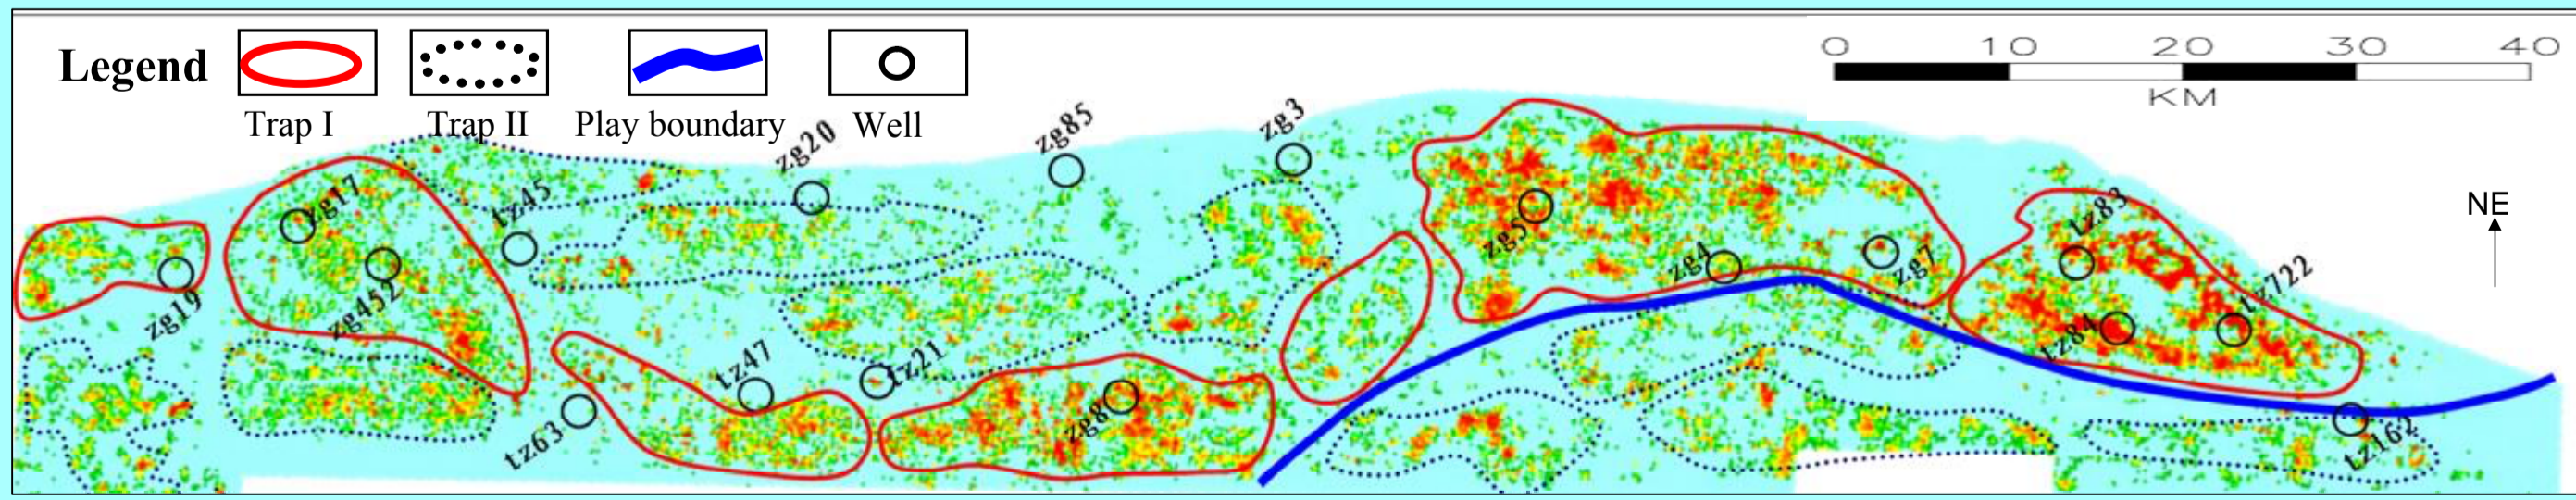 Legend
Trap I
Trap II
Play boundary
Well
0 10 20 30 40
KM
NE
zg17
zg452
zg19
tz45
zg20
zg85
zg3
tz47
tz21
tz63
zg8
zg5
zg4
zg7
tz83
tz84
tz722
tz162